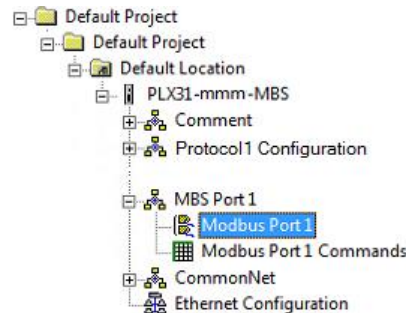 Default Project
Default Project
Default Location
PLX31-mmm-MBS
Comment
Protocol1 Configuration
MBS Port 1
Modbus Port 1
Modbus Port 1 Commands
CommonNet
Ethernet Configuration